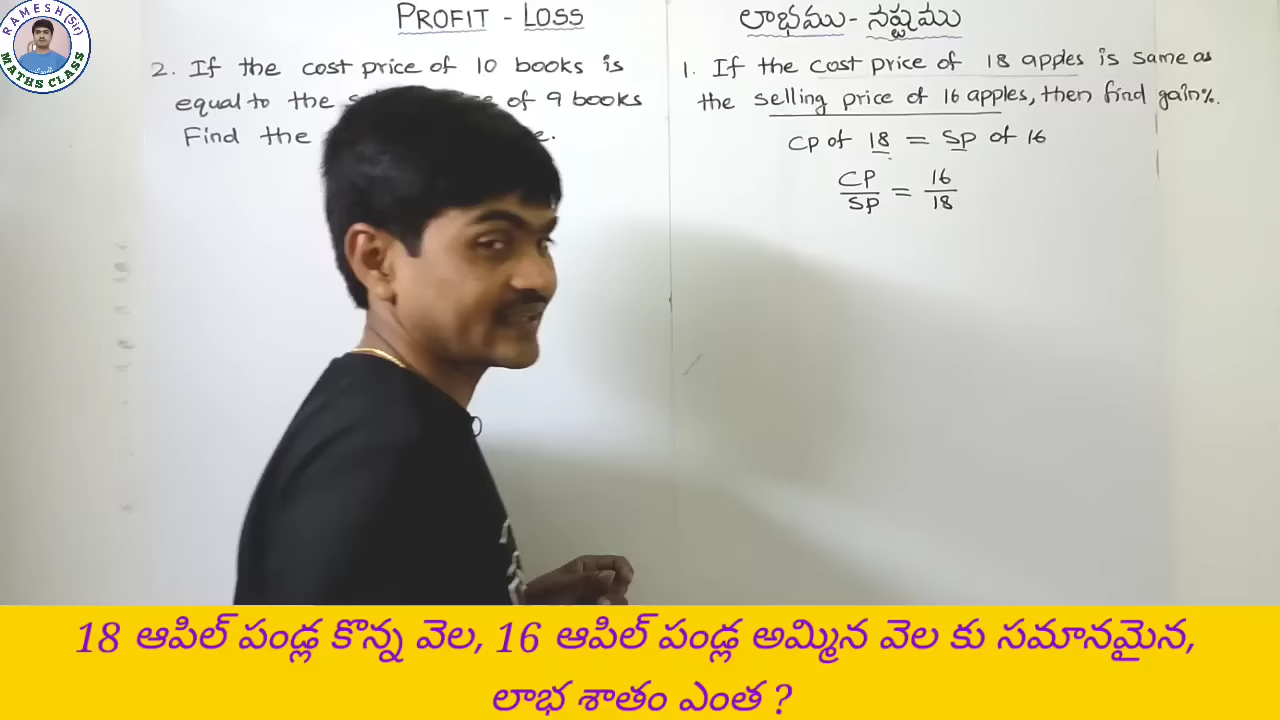 RAMESH (Sir)
MATHS CLASS
PROFIT - LOSS
లాభము - నష్టము
2. If the cost price of 10 books is
equal to the of 9 books
Find the
1. If the cost price of 18 apples is same as
the selling price of 16 apples, then find gain%.
CP of 18 = SP of 16
CP/SP = 16/18
18 ఆపిల్ పండ్ల కొన్న వెల, 16 ఆపిల్ పండ్ల అమ్మిన వెల కు సమానమైన,
లాభ శాతం ఎంత ?